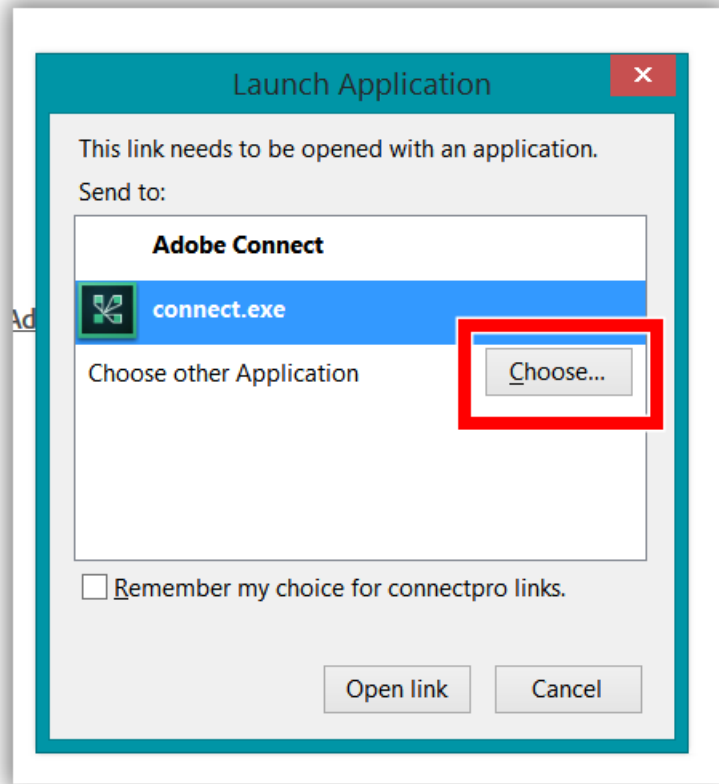 Launch Application
This link needs to be opened with an application.
Send to:
Adobe Connect
connect.exe
Ad
Choose other Application
Choose...
Remember my choice for connectpro links.
Open link
Cancel